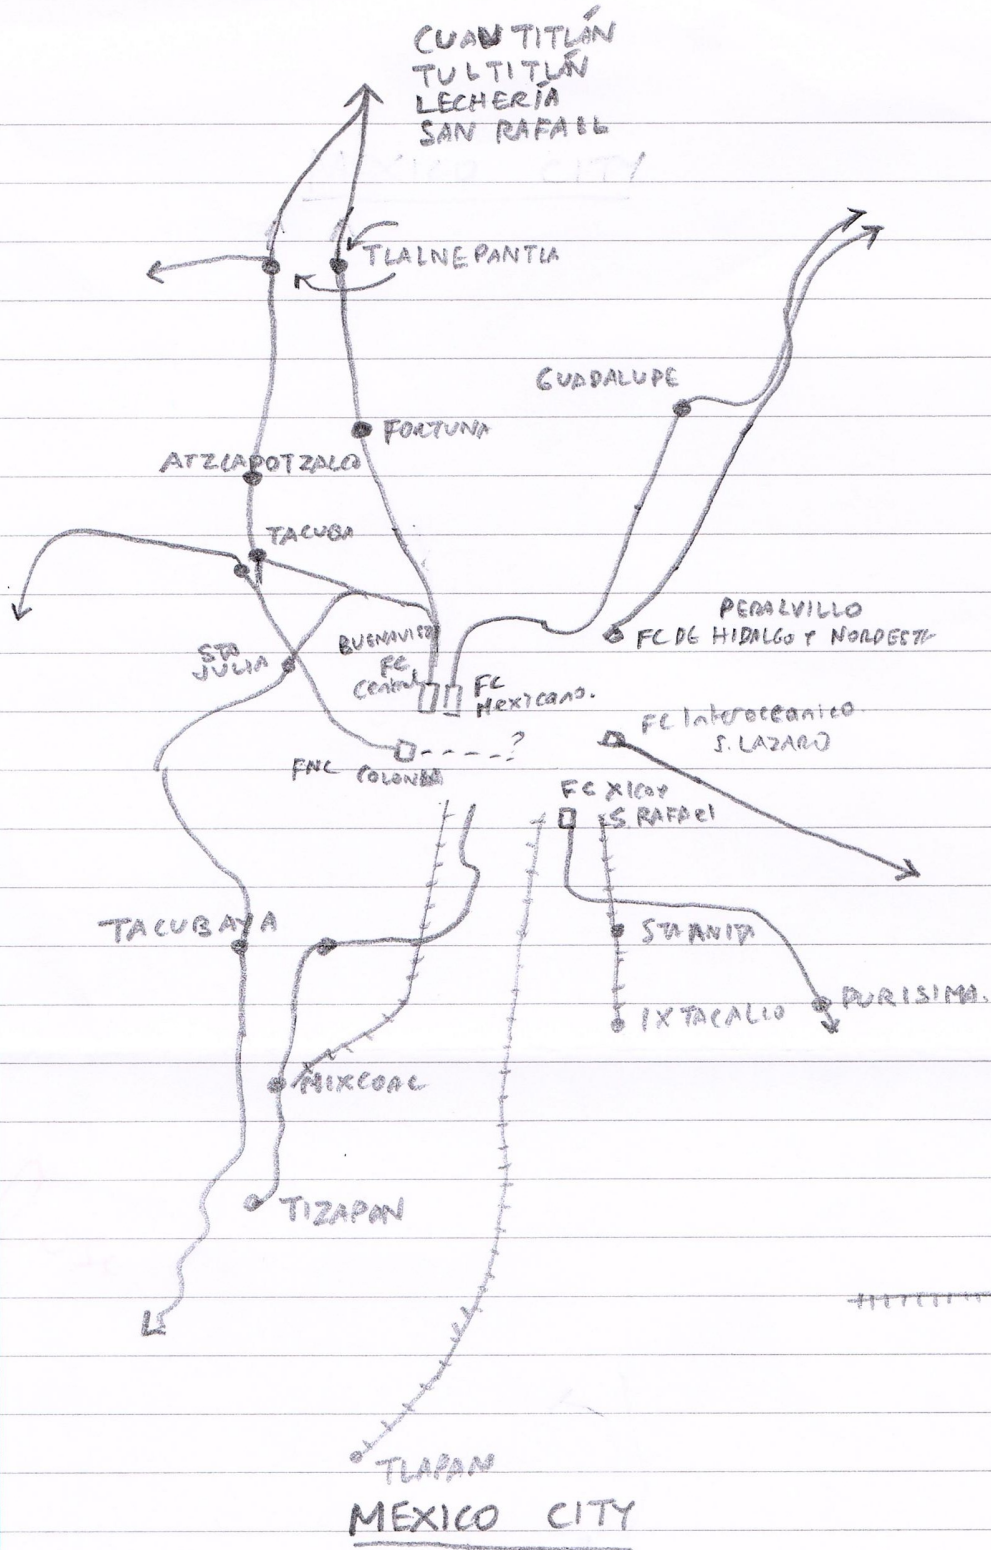 CUAUTITLÁN
TULTITLÁN
LECHERÍA
SAN RAFAEL
TLALNEPANTLA
GUADALUPE
FORTUNA
ATZCAPOTZALCO
TACUBA
PERALVILLO
FC DE HIDALGO Y NORDESTE
BUENAVISTA
FC
Central
STA
JULIA
FC
Mexicano.
FC Interoceanico
S. LAZARO
?
FNC COLONIA
FC XICO Y
S. RAFAEl
TACUBAYA
STA ANITA
PURISIMA.
IXTACALCO
MIXCOAC
TIZAPAN
TLAPAN
MEXICO CITY